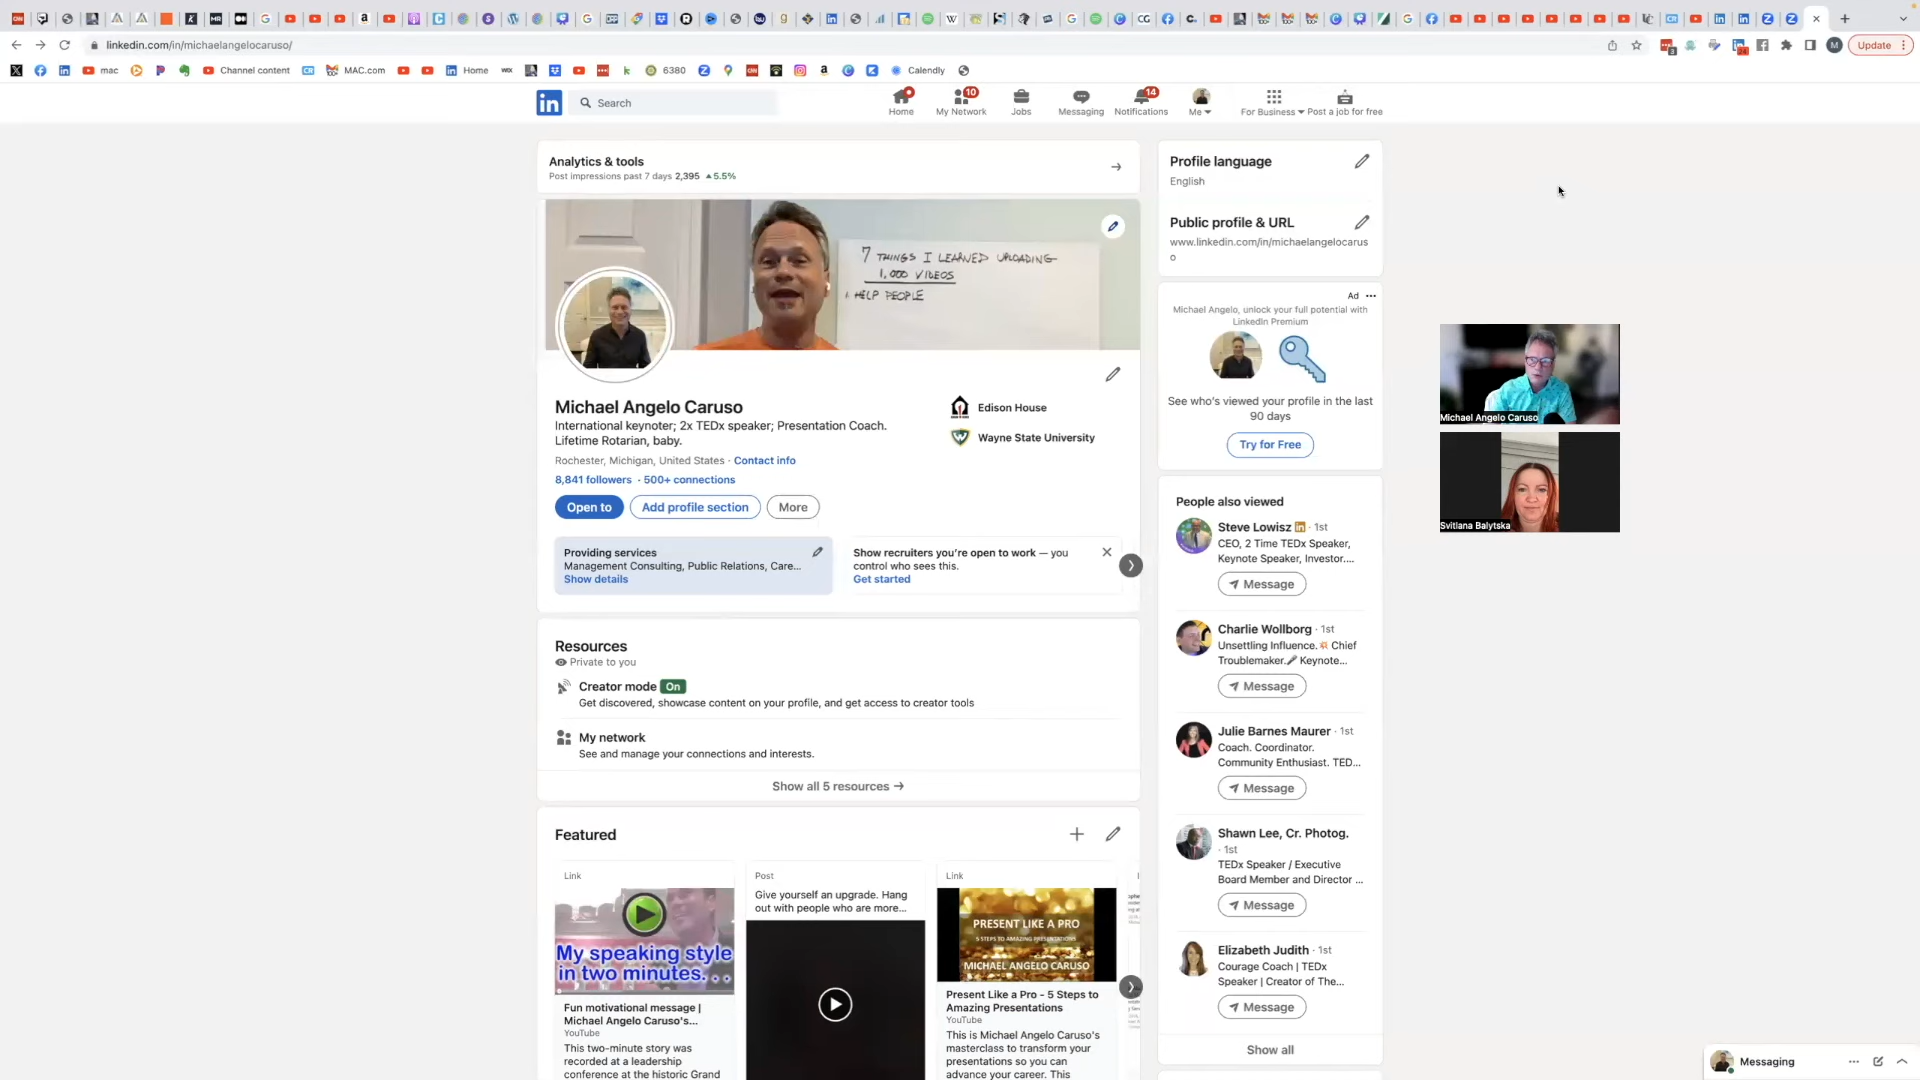 linkedin.com/in/michaelangelocaruso/
Update
mac
Channel content
MAC.com
Home
6380
Calendly
Search
Home
10
My Network
Jobs
Messaging
14
Notifications
Me
For Business
Post a job for free
Analytics & tools
Post impressions past 7 days 2,395 ▲5.5%
7 THINGS I LEARNED UPLOADING
1,000 VIDEOS
1. HELP PEOPLE
Michael Angelo Caruso
International keynoter; 2x TEDx speaker; Presentation Coach.
Lifetime Rotarian, baby.
Rochester, Michigan, United States · Contact info
8,841 followers · 500+ connections
Edison House
Wayne State University
Open to
Add profile section
More
Providing services
Management Consulting, Public Relations, Care...
Show details
Show recruiters you're open to work — you
control who sees this.
Get started
Resources
Private to you
Creator mode On
Get discovered, showcase content on your profile, and get access to creator tools
My network
See and manage your connections and interests.
Show all 5 resources →
Featured
Link
My speaking style
in two minutes. . .
Fun motivational message |
Michael Angelo Caruso's...
YouTube
This two-minute story was
recorded at a leadership
conference at the historic Grand
Post
Give yourself an upgrade. Hang
out with people who are more...
Link
PRESENT LIKE A PRO
5 STEPS TO AMAZING PRESENTATIONS
MICHAEL ANGELO CARUSO
Present Like a Pro - 5 Steps to
Amazing Presentations
YouTube
This is Michael Angelo Caruso's
masterclass to transform your
presentations so you can
advance your career. This
Profile language
English
Public profile & URL
www.linkedin.com/in/michaelangelocarus
o
Ad
Michael Angelo, unlock your full potential with
LinkedIn Premium
See who's viewed your profile in the last
90 days
Try for Free
People also viewed
Steve Lowisz · 1st
CEO, 2 Time TEDx Speaker,
Keynote Speaker, Investor....
Message
Charlie Wollborg · 1st
Unsettling Influence.💥 Chief
Troublemaker.🎤 Keynote...
Message
Julie Barnes Maurer · 1st
Coach. Coordinator.
Community Enthusiast. TED...
Message
Shawn Lee, Cr. Photog.
· 1st
TEDx Speaker / Executive
Board Member and Director ...
Message
Elizabeth Judith · 1st
Courage Coach | TEDx
Speaker | Creator of The...
Message
Show all
Michael Angelo Caruso
Svitlana Balytska
Messaging